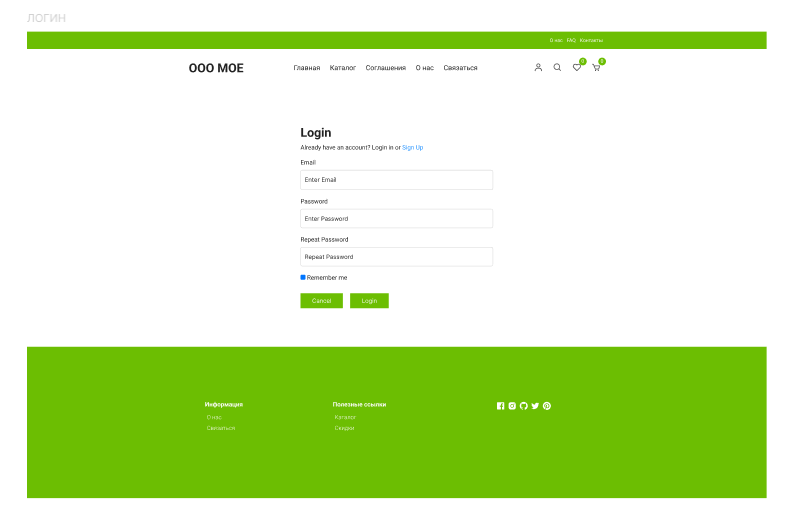 ЛОГИН
О нас FAQ Контакты
ООО МОЕ Главная Каталог Соглашения О нас Связаться 0 0
Login
Already have an account? Login in or Sign Up
Email
Enter Email
Password
Enter Password
Repeat Password
Repeat Password
Remember me
Cancel Login
Информация Полезные ссылки
О нас Каталог
Связаться Скидки